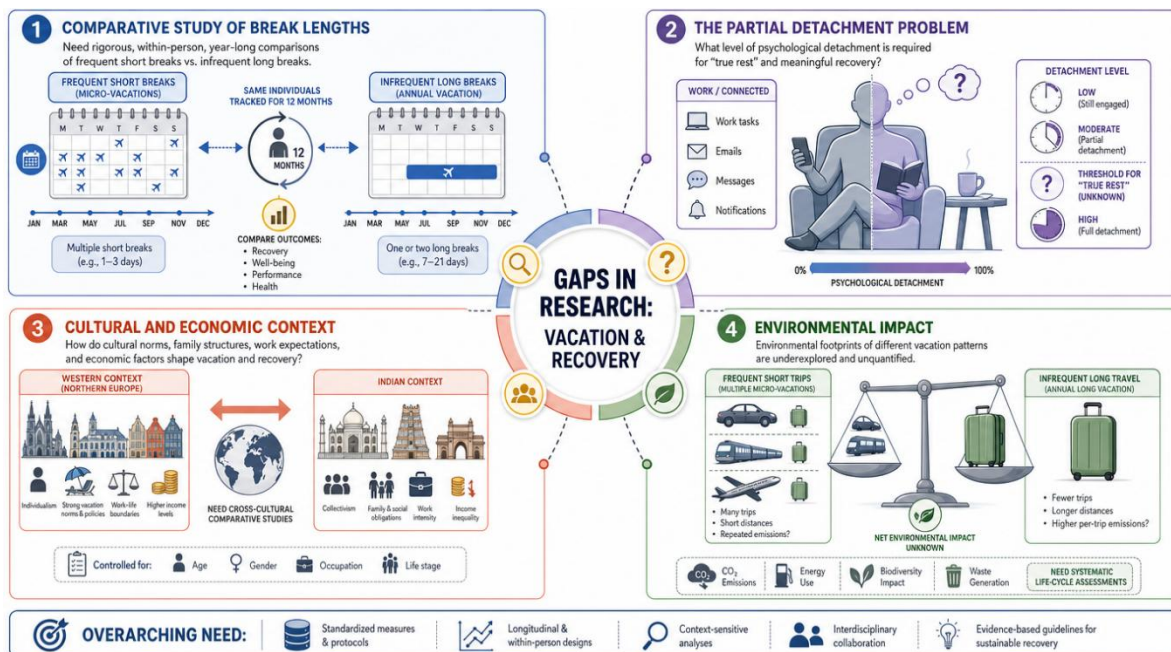 1 COMPARATIVE STUDY OF BREAK LENGTHS
Need rigorous, within-person, year-long comparisons
of frequent short breaks vs. infrequent long breaks.
FREQUENT SHORT BREAKS
(MICRO-VACATIONS)
M T W T F S S
JAN MAR MAY JUL SEP NOV DEC
Multiple short breaks
(e.g., 1–3 days)
SAME INDIVIDUALS
TRACKED FOR 12 MONTHS
12
MONTHS
COMPARE OUTCOMES:
• Recovery
• Well-being
• Performance
• Health
INFREQUENT LONG BREAKS
(ANNUAL VACATION)
M T W T F S S
JAN MAR MAY JUL SEP NOV DEC
One or two long breaks
(e.g., 7–21 days)
2 THE PARTIAL DETACHMENT PROBLEM
What level of psychological detachment is required
for “true rest” and meaningful recovery?
WORK / CONNECTED
Work tasks
Emails
Messages
Notifications
?
0% 100%
PSYCHOLOGICAL DETACHMENT
DETACHMENT LEVEL
LOW
(Still engaged)
MODERATE
(Partial
detachment)
?
THRESHOLD FOR
“TRUE REST”
(UNKNOWN)
HIGH
(Full detachment)
?
GAPS IN
RESEARCH:
VACATION &
RECOVERY
3 CULTURAL AND ECONOMIC CONTEXT
How do cultural norms, family structures, work expectations,
and economic factors shape vacation and recovery?
WESTERN CONTEXT
(NORTHERN EUROPE)
Individualism
Strong vacation
norms & policies
Work–life
boundaries
Higher income
levels
NEED CROSS-CULTURAL
COMPARATIVE STUDIES
INDIAN CONTEXT
Collectivism
Family & social
obligations
Work
intensity
Income
inequality
Controlled for: Age Gender Occupation Life stage
4 ENVIRONMENTAL IMPACT
Environmental footprints of different vacation patterns
are underexplored and unquantified.
FREQUENT SHORT TRIPS
(MULTIPLE MICRO-VACATIONS)
• Many trips
• Short distances
• Repeated emissions?
NET ENVIRONMENTAL IMPACT
UNKNOWN
INFREQUENT LONG TRAVEL
(ANNUAL LONG VACATION)
• Fewer trips
• Longer distances
• Higher per-trip emissions?
CO₂
CO₂
Emissions
Energy
Use
Biodiversity
Impact
Waste
Generation
NEED SYSTEMATIC
LIFE-CYCLE ASSESSMENTS
OVERARCHING NEED:
Standardized measures
& protocols
Longitudinal &
within-person designs
Context-sensitive
analyses
Interdisciplinary
collaboration
Evidence-based guidelines for
sustainable recovery